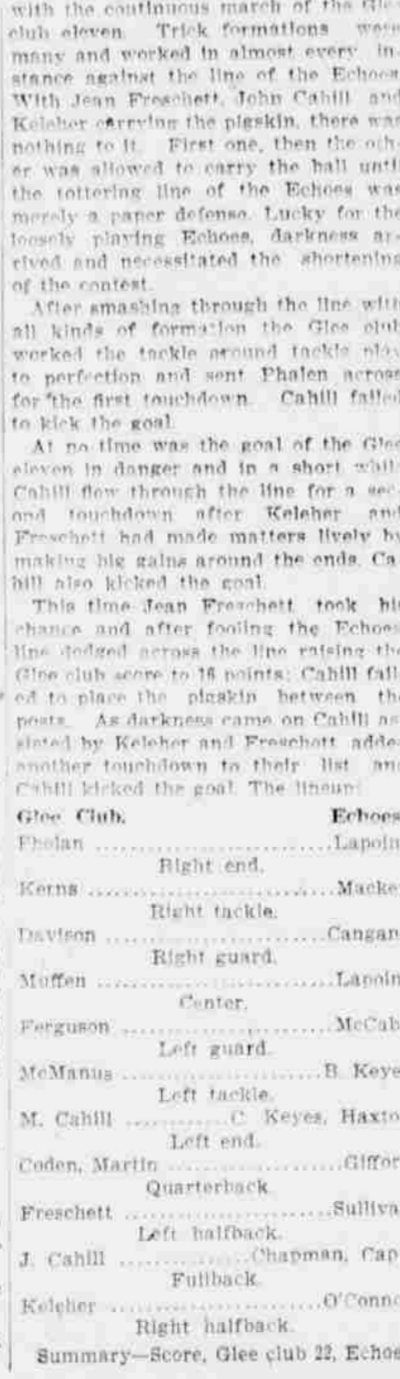 with the continuous march of the Glee
club eleven. Trick formations were
many and worked in almost every in-
stance against the line of the Echoes
With Jean Freschett, John Cahill and
Keleher carrying the pigskin, there was
nothing to it. First one, then the oth-
er was allowed to carry the ball until
the tottering line of the Echoes was
merely a paper defense. Lucky for the
loosely playing Echoes, darkness ar-
rived and necessitated the shortening
of the contest.
After smashing through the line with
all kinds of formation the Glee club
worked the tackle around tackle play
to perfection and sent Phalen across
for the first touchdown. Cahill failed
to kick the goal.
At no time was the goal of the Glee
eleven in danger and in a short while
Cahill flew through the line for a sec-
ond touchdown after Keleher and
Freschett had made matters lively by
making big gains around the ends. Ca-
hill also kicked the goal.
This time Jean Freschett took his
chance and after fooling the Echoes
line dodged across the line raising the
Glee club score to 16 points; Cahill fail-
ed to place the pigskin between the
posts. As darkness came on Cahill as-
sisted by Keleher and Freschett added
another touchdown to their list and
Cahill kicked the goal. The lineup:
Glee Club. Echoes
Phelan ........................Lapoin
Right end.
Kerns ........................Macke
Right tackle.
Davison ......................Cangan
Right guard.
Muffen .......................Lapoin
Center.
Ferguson .....................McCab
Left guard.
McManus .....................B. Keye
Left tackle.
M. Cahill ...........C. Keyes, Haxto
Left end.
Coden, Martin ..................Giffor
Quarterback
Freschett .....................Sulliva
Left halfback.
J. Cahill ..............Chapman, Cap
Fullback.
Keleher ......................O'Conno
Right halfback.
Summary—Score, Glee club 22, Echoe